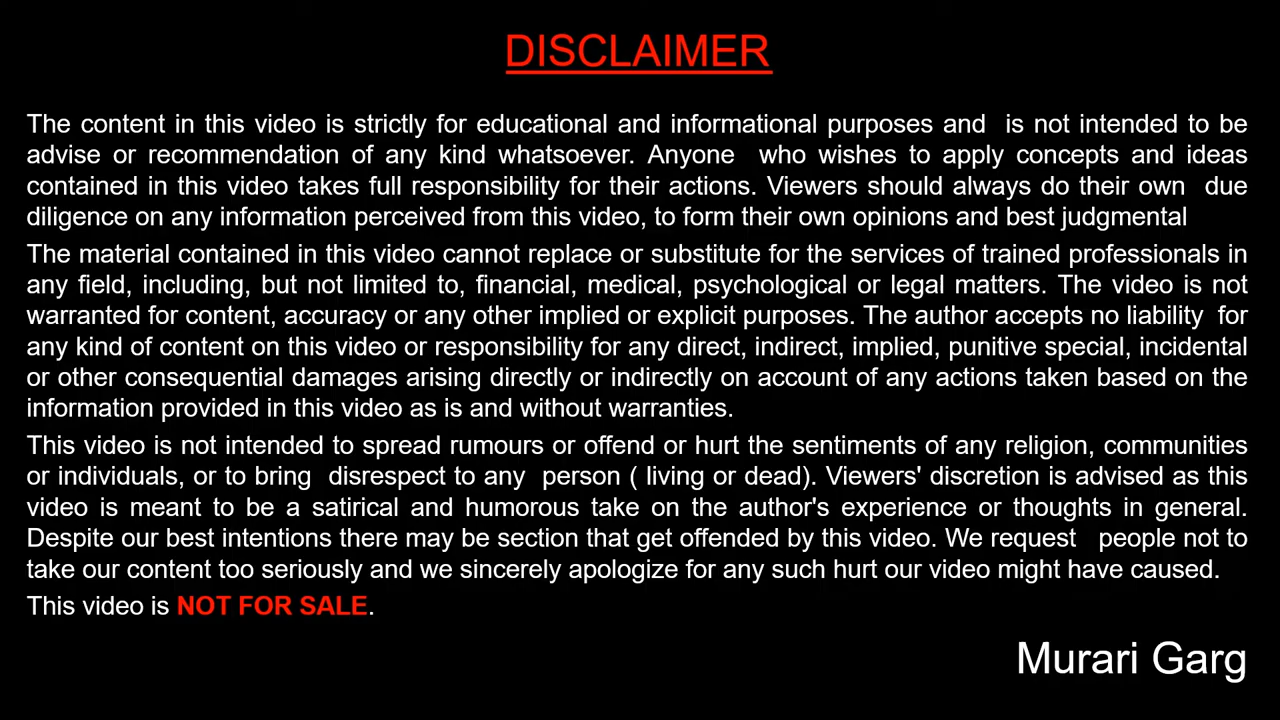 DISCLAIMER
The content in this video is strictly for educational and informational purposes and is not intended to be
advise or recommendation of any kind whatsoever. Anyone who wishes to apply concepts and ideas
contained in this video takes full responsibility for their actions. Viewers should always do their own due
diligence on any information perceived from this video, to form their own opinions and best judgmental
The material contained in this video cannot replace or substitute for the services of trained professionals in
any field, including, but not limited to, financial, medical, psychological or legal matters. The video is not
warranted for content, accuracy or any other implied or explicit purposes. The author accepts no liability for
any kind of content on this video or responsibility for any direct, indirect, implied, punitive special, incidental
or other consequential damages arising directly or indirectly on account of any actions taken based on the
information provided in this video as is and without warranties.
This video is not intended to spread rumours or offend or hurt the sentiments of any religion, communities
or individuals, or to bring disrespect to any person ( living or dead). Viewers' discretion is advised as this
video is meant to be a satirical and humorous take on the author's experience or thoughts in general.
Despite our best intentions there may be section that get offended by this video. We request people not to
take our content too seriously and we sincerely apologize for any such hurt our video might have caused.
This video is NOT FOR SALE.
Murari Garg